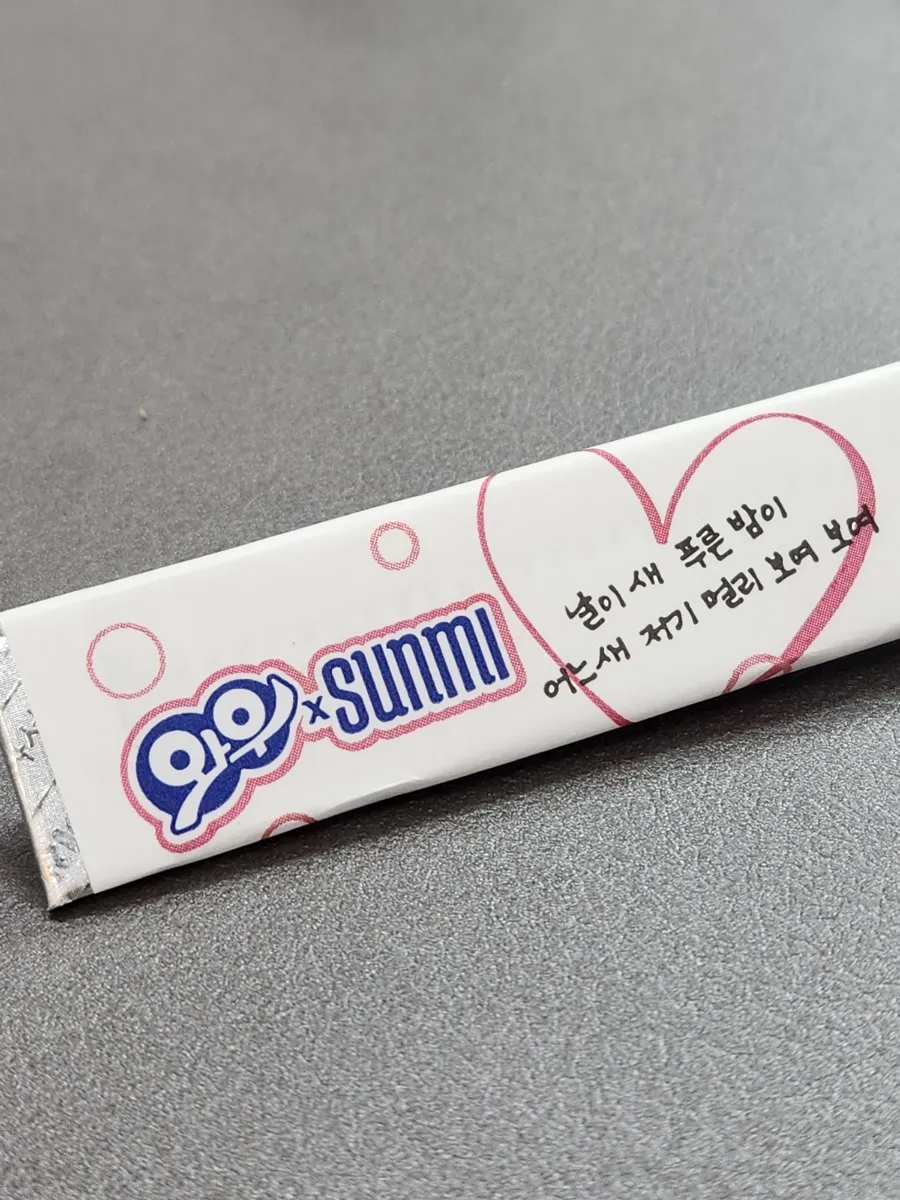 와우 x sunmi
날이 새 푸른 밤이
어느새 저기 멀리 보여 보여